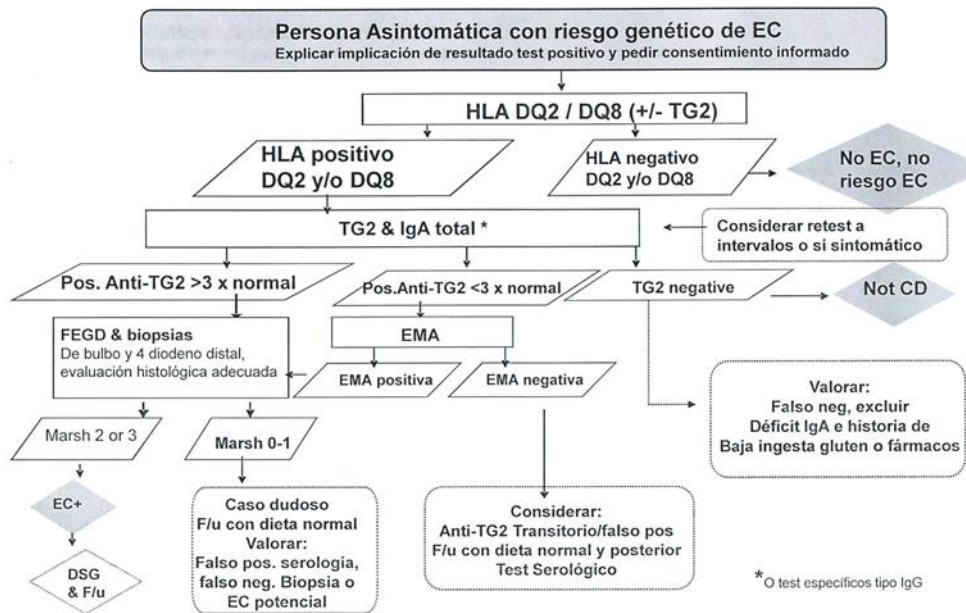 Persona Asintomática con riesgo genético de EC
Explicar implicación de resultado test positivo y pedir consentimiento informado
HLA DQ2 / DQ8 (+/- TG2)
HLA positivo
DQ2 y/o DQ8
HLA negativo
DQ2 y/o DQ8
No EC, no
riesgo EC
TG2 & IgA total *
Considerar retest a
intervalos o si sintomático
Pos. Anti-TG2 >3 x normal
Pos.Anti-TG2 <3 x normal
TG2 negative
Not CD
FEGD & biopsias
De bulbo y 4 diodeno distal,
evaluación histológica adecuada
EMA
EMA positiva
EMA negativa
Valorar:
Falso neg, excluir
Déficit IgA e historia de
Baja ingesta gluten o fármacos
Marsh 2 or 3
Marsh 0-1
EC+
DSG
& F/u
Caso dudoso
F/u con dieta normal
Valorar:
Falso pos. serologia,
falso neg. Biopsia o
EC potencial
Considerar:
Anti-TG2 Transitorio/falso pos
F/u con dieta normal y posterior
Test Serológico
*O test específicos tipo IgG